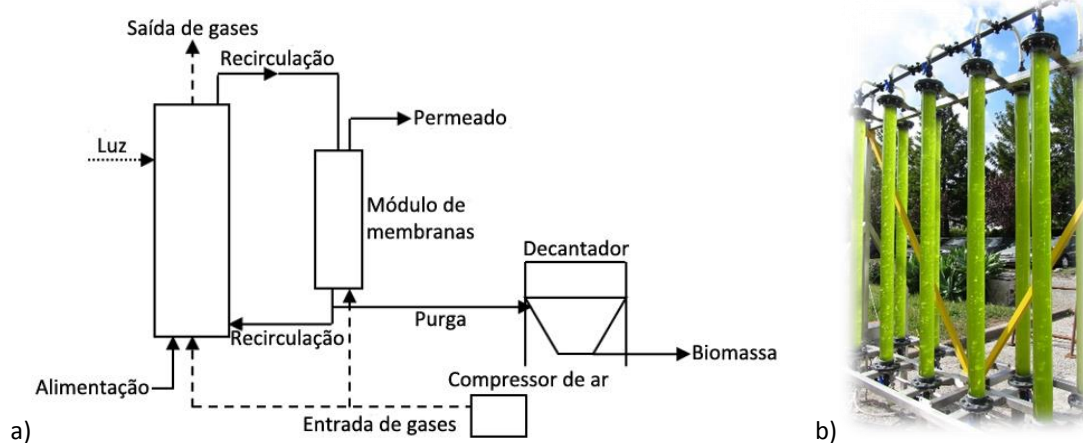 Saída de gases
Recirculação
Permeado
Luz
Módulo de
membranas
Decantador
Purga
Recirculação
Biomassa
Alimentação
Compressor de ar
Entrada de gases
a)
b)